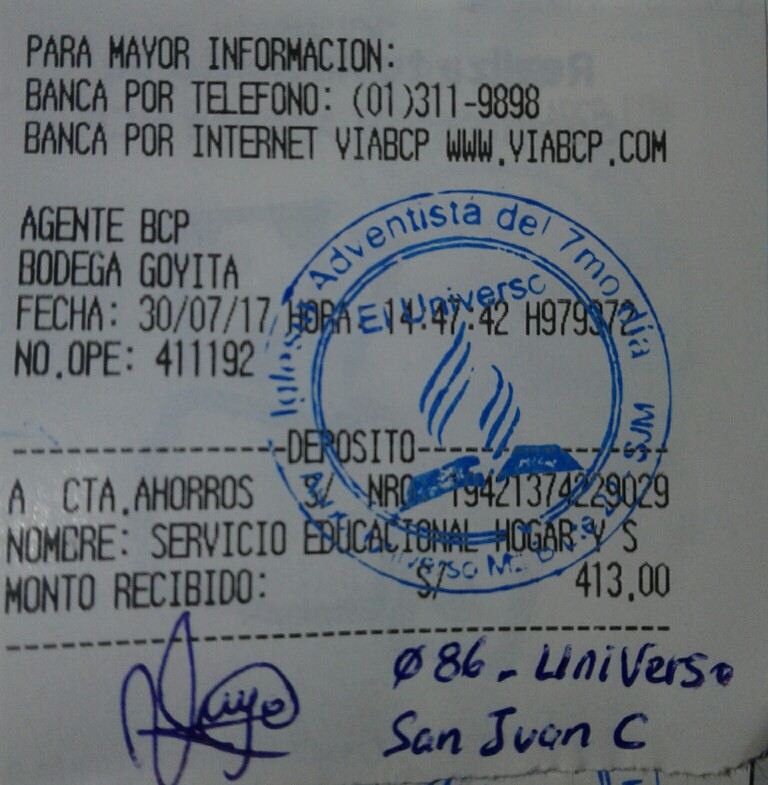 PARA MAYOR INFORMACION:
BANCA POR TELEFONO: (01)311-9898
BANCA POR INTERNET VIABCP WWW.VIABCP.COM
AGENTE BCP
BODEGA GOYITA
FECHA: 30/07/17 HORA: 14:47:42 H979372
NO.OPE: 411192
Iglesia Adventista del 7mo día
El Universo
SJM
DEPOSITO
A CTA.AHORROS S/ NRO 19421374229029
NOMBRE: SERVICIO EDUCACIONAL HOGAR Y S
MONTO RECIBIDO: S/ 413.00
086 - Universo
San Juan C